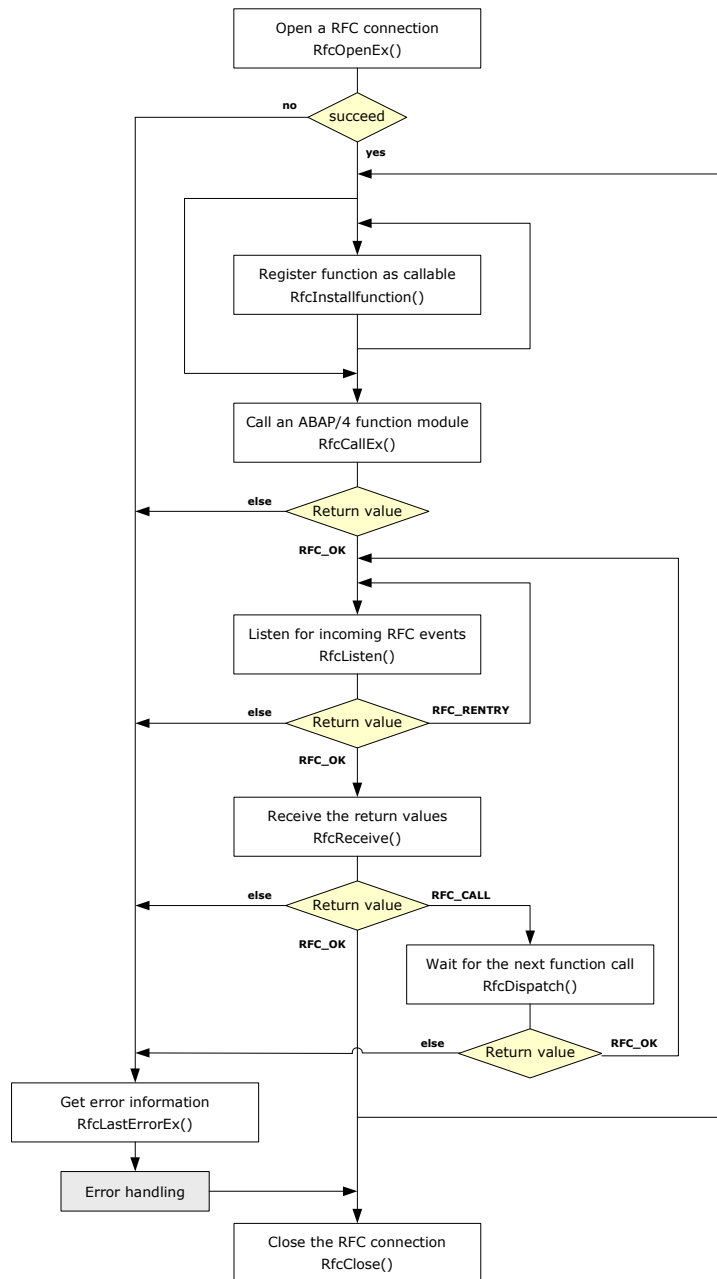 Open a RFC connection
RfcOpenEx()
no
succeed
yes
Register function as callable
RfcInstallfunction()
Call an ABAP/4 function module
RfcCallEx()
else
Return value
RFC_OK
Listen for incoming RFC events
RfcListen()
else
Return value
RFC_RENTRY
RFC_OK
Receive the return values
RfcReceive()
else
Return value
RFC_CALL
RFC_OK
Wait for the next function call
RfcDispatch()
else
Return value
RFC_OK
Get error information
RfcLastErrorEx()
Error handling
Close the RFC connection
RfcClose()